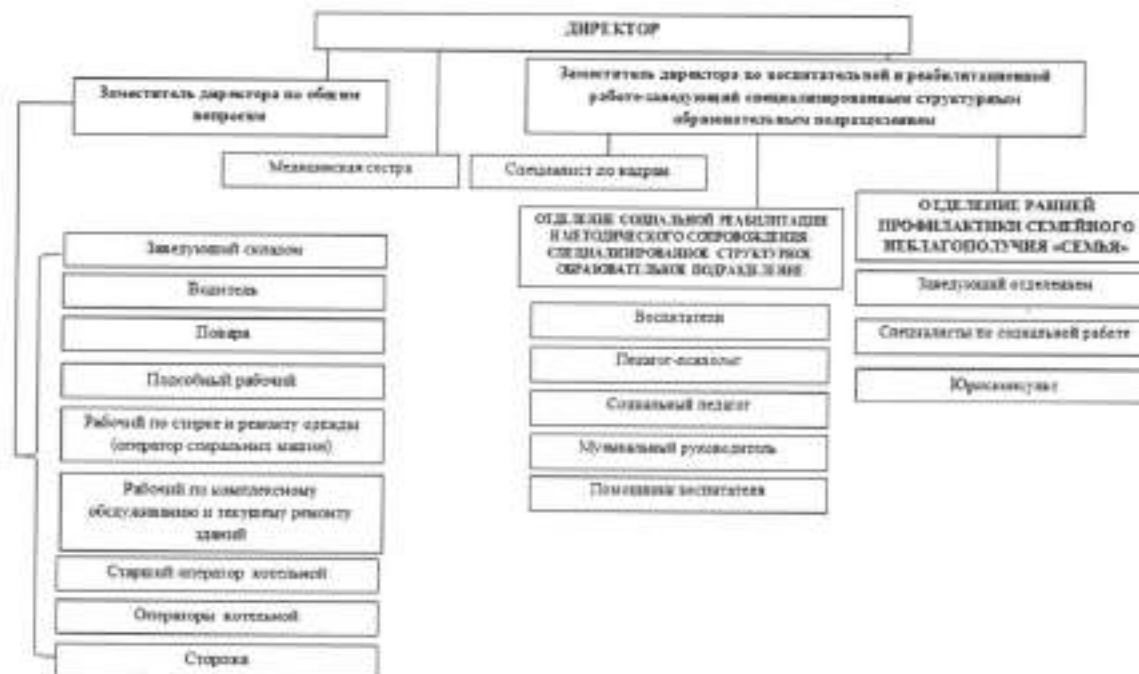 ДИРЕКТОР
Заместитель директора по общим
вопросам
Заместитель директора по воспитательной и реабилитационной
работе-заведующий специализированным структурным
образовательным подразделением
Медицинская сестра
Специалист по кадрам
ОТДЕЛЕНИЕ СОЦИАЛЬНОЙ РЕАБИЛИТАЦИИ
И МЕТОДИЧЕСКОГО СОПРОВОЖДЕНИЯ
СПЕЦИАЛИЗИРОВАННОЕ СТРУКТУРНОЕ
ОБРАЗОВАТЕЛЬНОЕ ПОДРАЗДЕЛЕНИЕ
ОТДЕЛЕНИЕ РАННЕЙ
ПРОФИЛАКТИКИ СЕМЕЙНОГО
НЕБЛАГОПОЛУЧИЯ «СЕМЬЯ»
Заведующий складом
Водитель
Повара
Подсобный рабочий
Рабочий по стирке и ремонту одежды
(оператор стиральных машин)
Рабочий по комплексному
обслуживанию и текущему ремонту
зданий
Старший оператор котельной
Операторы котельной
Сторожа
Воспитатели
Педагог-психолог
Социальный педагог
Музыкальный руководитель
Помощники воспитателя
Заведующий отделением
Специалисты по социальной работе
Юрисконсульт